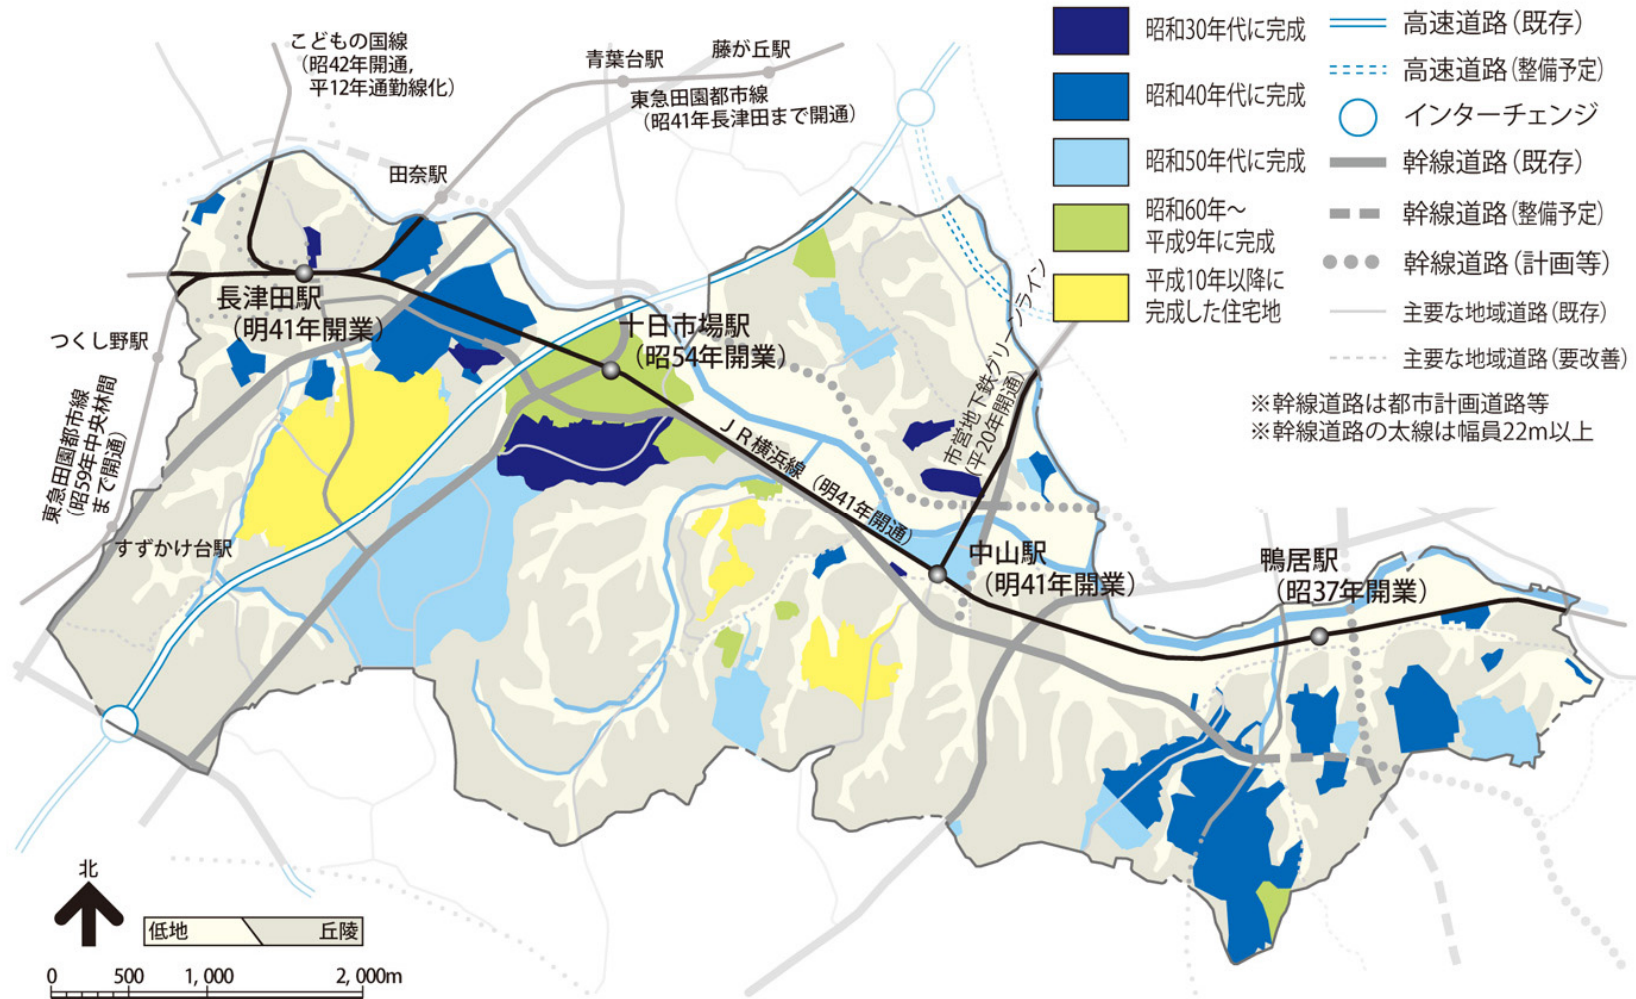 こどもの国線
（昭42年開通，
平12年通勤線化）
青葉台駅
藤が丘駅
東急田園都市線
（昭41年長津田まで開通）
田奈駅
長津田駅
（明41年開業）
つくし野駅
十日市場駅
（昭54年開業）
東急田園都市線
（昭59年中央林間
まで開通）
すずかけ台駅
ＪＲ横浜線（明41年開通）
市営地下鉄グリーンライン
（平20年開通）
中山駅
（明41年開業）
鴨居駅
（昭37年開業）
昭和30年代に完成
昭和40年代に完成
昭和50年代に完成
昭和60年～
平成9年に完成
平成10年以降に
完成した住宅地
高速道路（既存）
高速道路（整備予定）
インターチェンジ
幹線道路（既存）
幹線道路（整備予定）
幹線道路（計画等）
主要な地域道路（既存）
主要な地域道路（要改善）
※幹線道路は都市計画道路等
※幹線道路の太線は幅員22m以上
北
低地
丘陵
0 500 1,000 2,000m